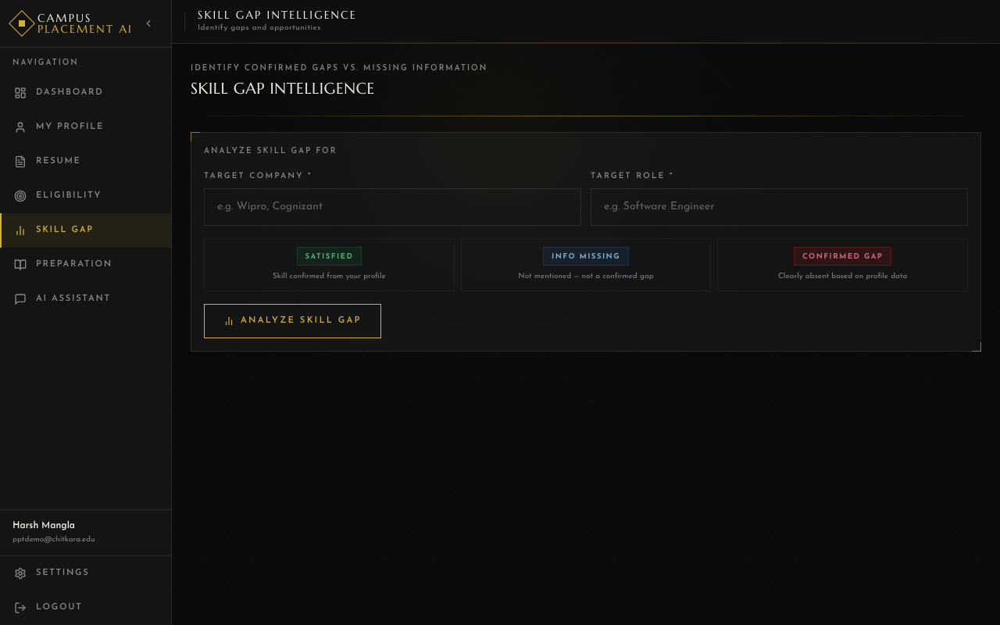 CAMPUS
PLACEMENT AI
NAVIGATION
DASHBOARD
MY PROFILE
RESUME
ELIGIBILITY
SKILL GAP
PREPARATION
AI ASSISTANT
Harsh Mangla
pptdemo@chitkara.edu
SETTINGS
LOGOUT
SKILL GAP INTELLIGENCE
Identify gaps and opportunities
IDENTIFY CONFIRMED GAPS VS. MISSING INFORMATION
SKILL GAP INTELLIGENCE
ANALYZE SKILL GAP FOR
TARGET COMPANY *
e.g. Wipro, Cognizant
TARGET ROLE *
e.g. Software Engineer
SATISFIED
Skill confirmed from your profile
INFO MISSING
Not mentioned — not a confirmed gap
CONFIRMED GAP
Clearly absent based on profile data
ANALYZE SKILL GAP